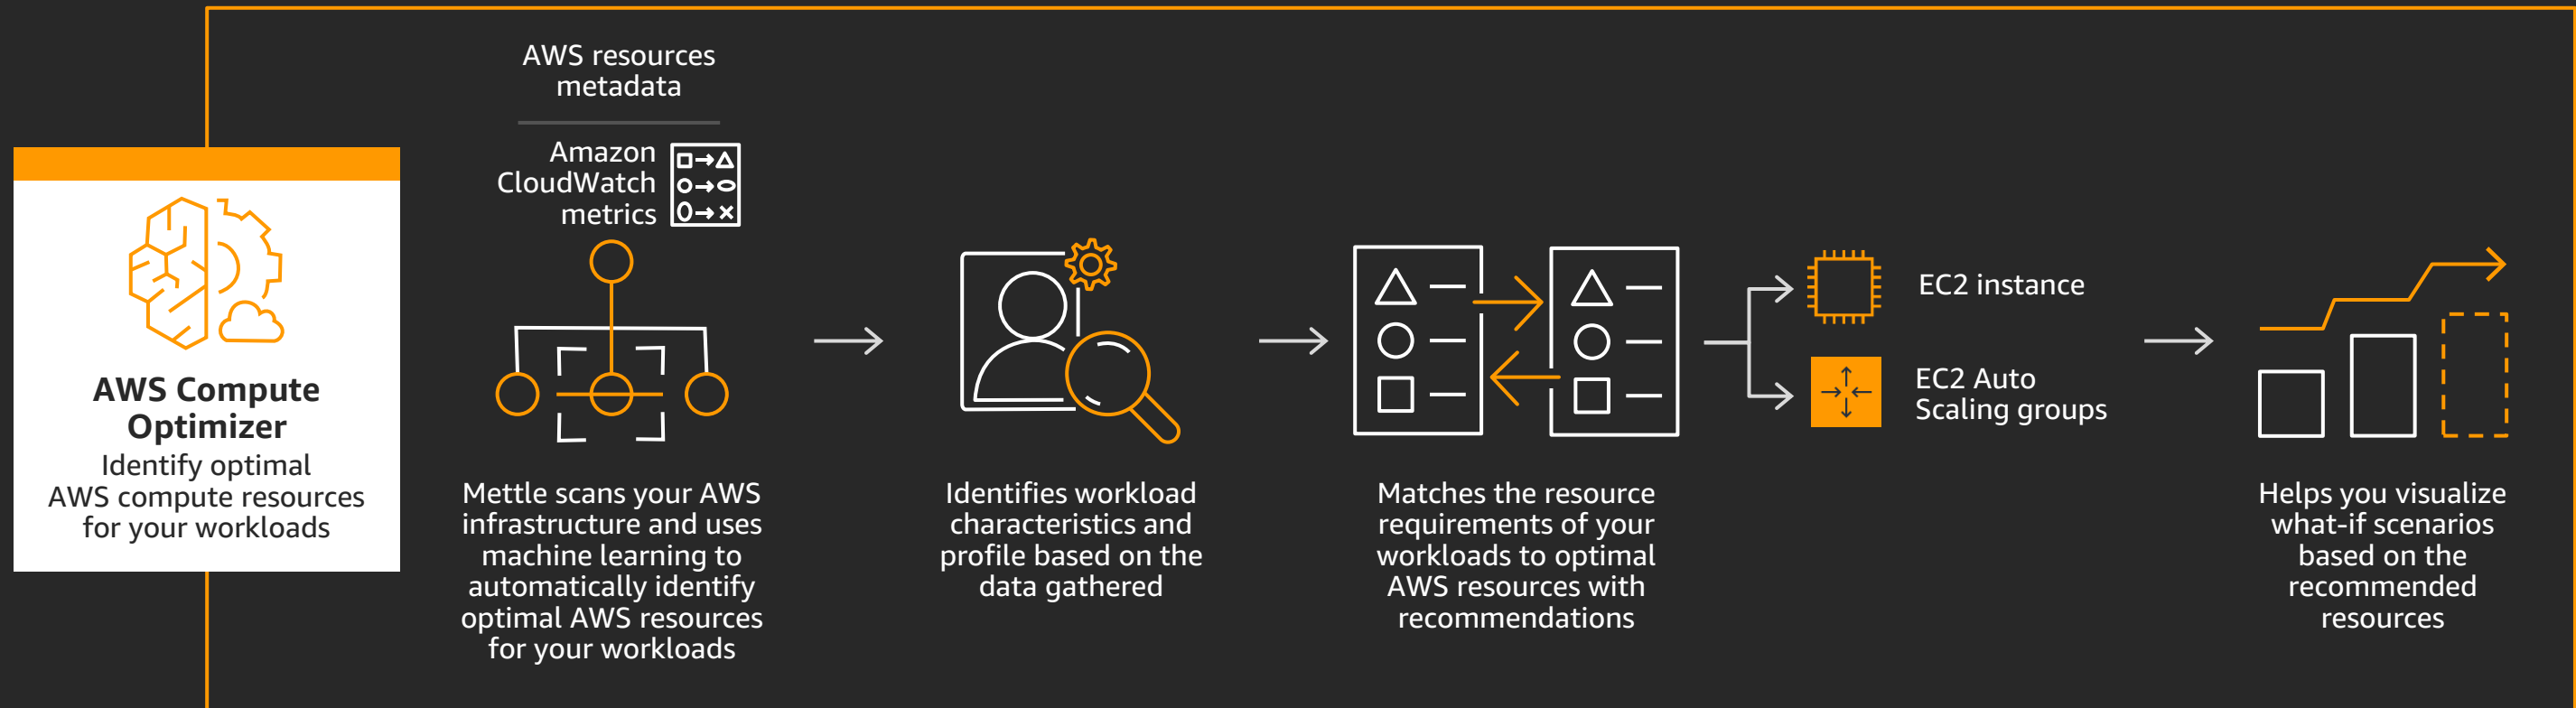 AWS Compute
Optimizer
Identify optimal
AWS compute resources
for your workloads
AWS resources
metadata
Amazon
CloudWatch
metrics
Mettle scans your AWS
infrastructure and uses
machine learning to
automatically identify
optimal AWS resources
for your workloads
Identifies workload
characteristics and
profile based on the
data gathered
Matches the resource
requirements of your
workloads to optimal
AWS resources with
recommendations
EC2 instance
EC2 Auto
Scaling groups
Helps you visualize
what-if scenarios
based on the
recommended
resources